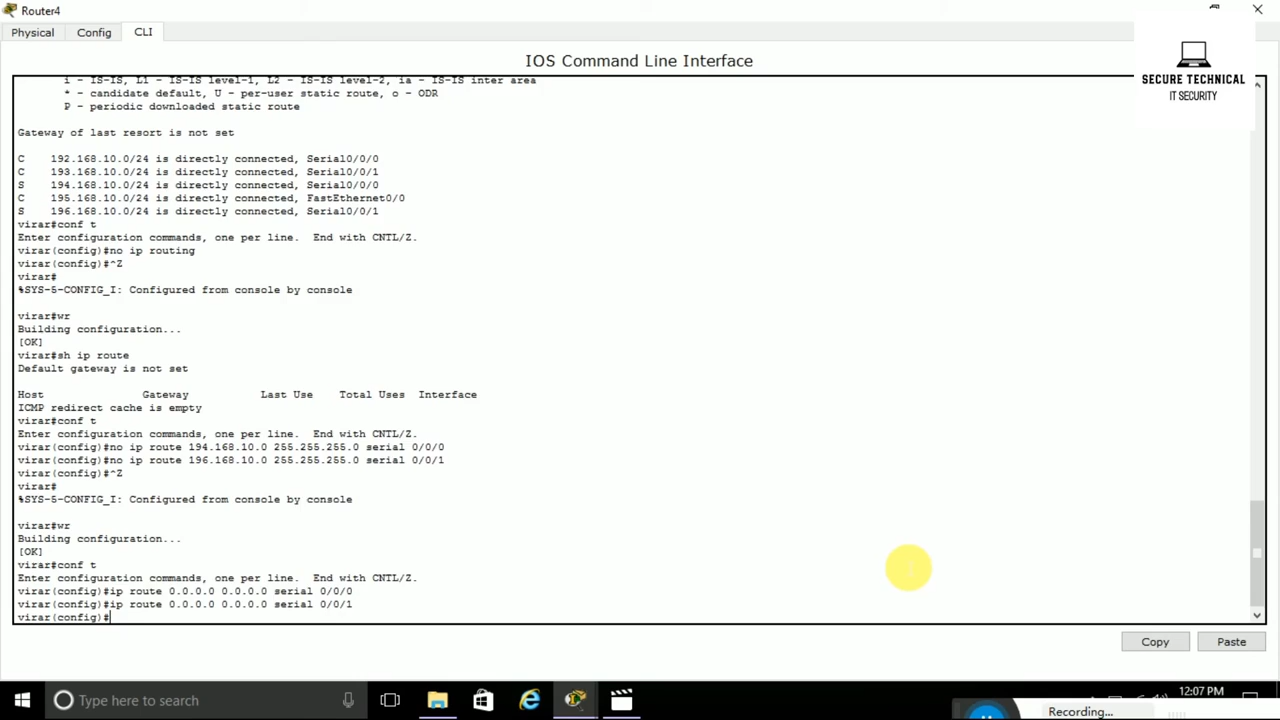 Router4
Physical Config CLI
IOS Command Line Interface
SECURE TECHNICAL
IT SECURITY
i - IS-IS, L1 - IS-IS level-1, L2 - IS-IS level-2, ia - IS-IS inter area
* - candidate default, U - per-user static route, o - ODR
P - periodic downloaded static route
Gateway of last resort is not set
C 192.168.10.0/24 is directly connected, Serial0/0/0
C 193.168.10.0/24 is directly connected, Serial0/0/1
S 194.168.10.0/24 is directly connected, Serial0/0/0
C 195.168.10.0/24 is directly connected, FastEthernet0/0
S 196.168.10.0/24 is directly connected, Serial0/0/1
virar#conf t
Enter configuration commands, one per line. End with CNTL/Z.
virar(config)#no ip routing
virar(config)#^Z
virar#
%SYS-5-CONFIG_I: Configured from console by console
virar#wr
Building configuration...
[OK]
virar#sh ip route
Default gateway is not set
Host Gateway Last Use Total Uses Interface
ICMP redirect cache is empty
virar#conf t
Enter configuration commands, one per line. End with CNTL/Z.
virar(config)#no ip route 194.168.10.0 255.255.255.0 serial 0/0/0
virar(config)#no ip route 196.168.10.0 255.255.255.0 serial 0/0/1
virar(config)#^Z
virar#
%SYS-5-CONFIG_I: Configured from console by console
virar#wr
Building configuration...
[OK]
virar#conf t
Enter configuration commands, one per line. End with CNTL/Z.
virar(config)#ip route 0.0.0.0 0.0.0.0 serial 0/0/0
virar(config)#ip route 0.0.0.0 0.0.0.0 serial 0/0/1
virar(config)#
Copy Paste
Type here to search
12:07 PM
Recording...